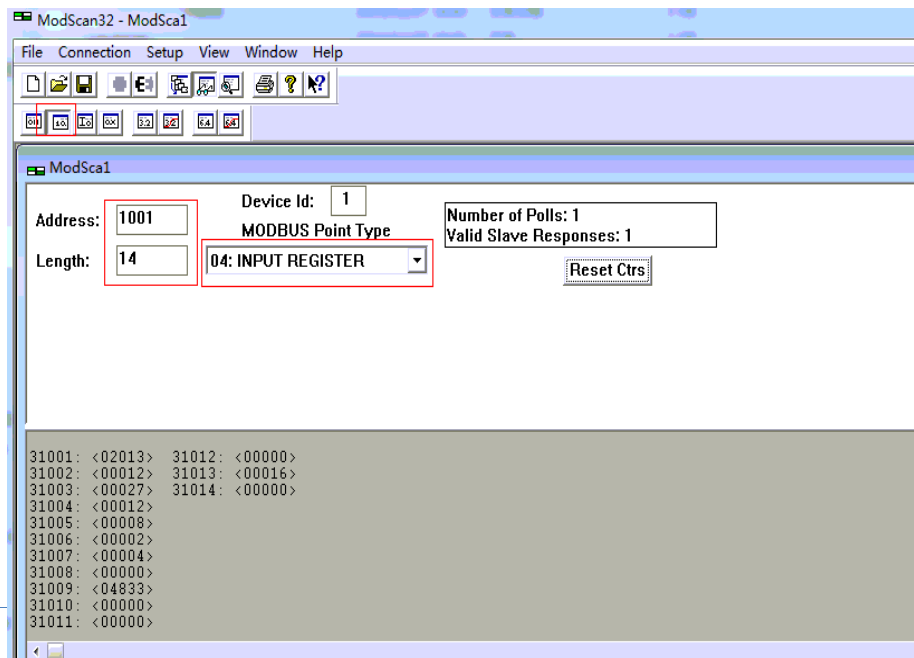 ModScan32 - ModSca1
File Connection Setup View Window Help
ModSca1
Address: 1001
Length: 14
Device Id: 1
MODBUS Point Type
04: INPUT REGISTER
Number of Polls: 1
Valid Slave Responses: 1
Reset Ctrs
31001: <02013> 31012: <00000>
31002: <00012> 31013: <00016>
31003: <00027> 31014: <00000>
31004: <00012>
31005: <00008>
31006: <00002>
31007: <00004>
31008: <00000>
31009: <04833>
31010: <00000>
31011: <00000>